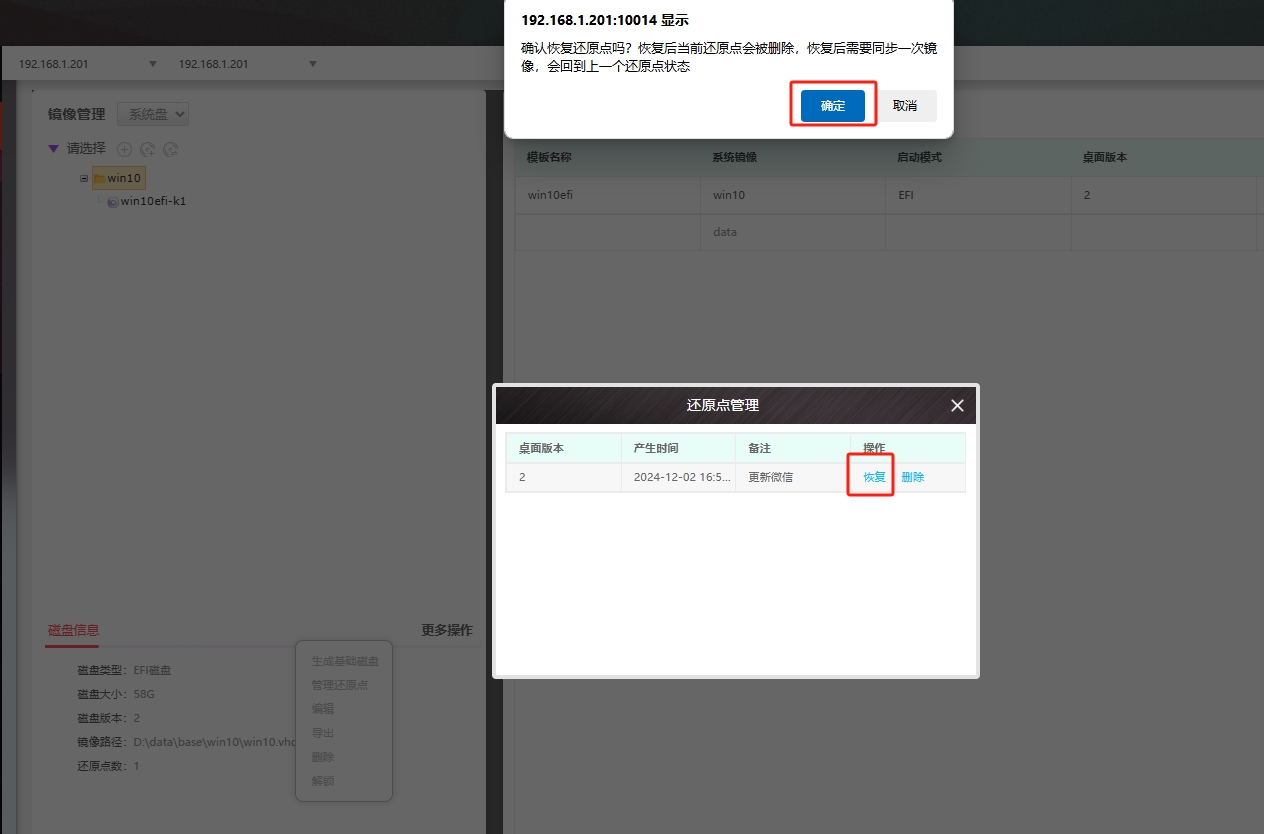 192.168.1.201:10014 显示
确认恢复还原点吗？恢复后当前还原点会被删除，恢复后需要同步一次镜
像，会回到上一个还原点状态
确定 取消
192.168.1.201 192.168.1.201
镜像管理 系统盘
请选择
win10
win10efi-k1
模板名称 系统镜像 启动模式 桌面版本
win10efi win10 EFI 2
data
还原点管理
桌面版本 产生时间 备注 操作
2 2024-12-02 16:5... 更新微信 恢复 删除
磁盘信息 更多操作
磁盘类型： EFI磁盘
磁盘大小： 58G
磁盘版本： 2
镜像路径： D:\data\base\win10\win10.vhd
还原点数： 1
生成基础磁盘
管理还原点
编辑
导出
删除
解锁